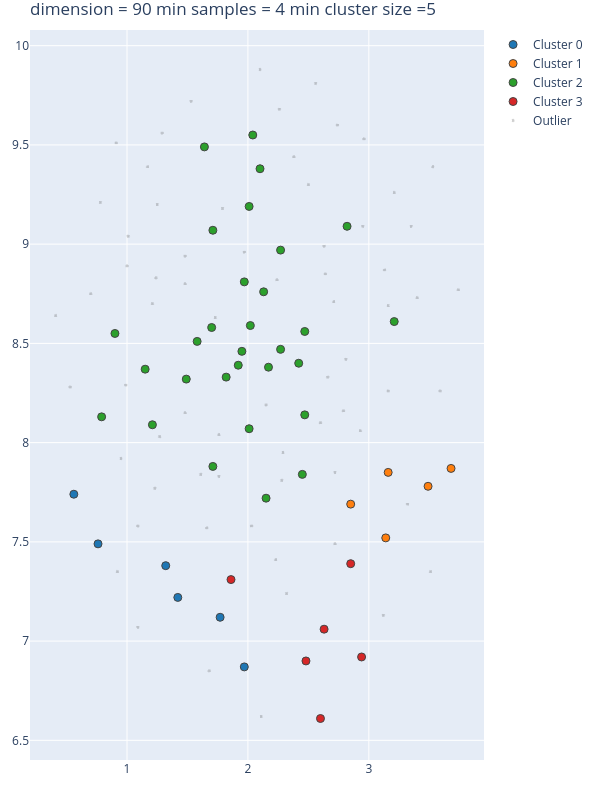 dimension = 90 min samples = 4 min cluster size =5
Cluster 0
Cluster 1
Cluster 2
Cluster 3
Outlier
10
9.5
9
8.5
8
7.5
7
6.5
1 2 3